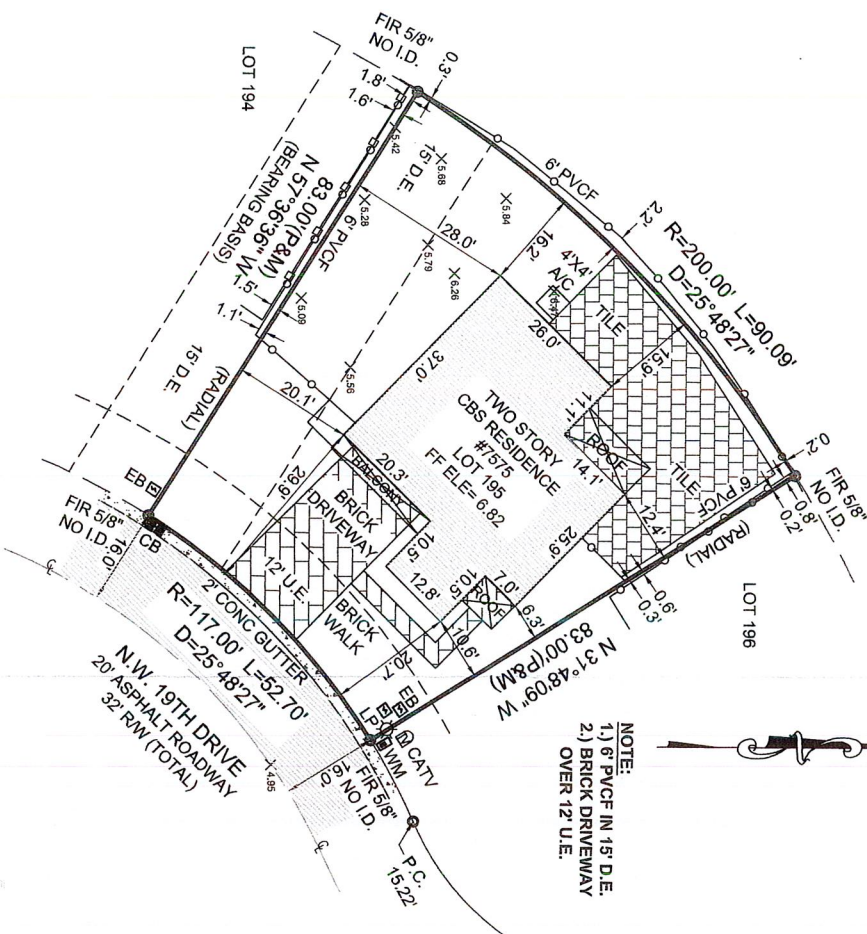 FIR 5/8"
NO I.D.
0.3'
LOT 194
1.8'
1.6'
5.42
15' D.E.
5.68
6' PVCF
2.2'
R=200.00' L=90.09'
D=25°48'27"
5.84
5.28
83.00'(P&M)
N 57°36'36" W
(BEARING BASIS)
6' PVCF
28.0'
5.79
6.26
16.2'
4'X4'
A/C
6.47
TILE
15.9'
26.0'
1.5'
1.1'
5.09
15' D.E.
(RADIAL)
37.0'
20.1'
5.56
TWO STORY
CBS RESIDENCE
#7575
LOT 195
FF ELE= 6.82
11.1'
ROOF
14.1'
TILE
0.2'
FIR 5/8"
NO I.D.
0.8'
0.2'
6' PVCF
(RADIAL)
12.4'
25.9'
0.6'
0.3'
LOT 196
20.3'
BALCONY
29.9'
BRICK
DRIVEWAY
12' U.E.
10.5'
12.8'
BRICK
WALK
10.5'
7.0'
ROOF
6.3'
10.6'
20.7'
N 31°48'09" W
83.00'(P&M)
EB
FIR 5/8"
NO I.D.
CB
16.0'
2' CONC GUTTER
R=117.00' L=52.70'
D=25°48'27"
N.W. 19TH DRIVE
20' ASPHALT ROADWAY
32' R/W (TOTAL)
4.95
EB
LP
CATV
WM
FIR 5/8"
NO I.D.
16.0'
P.C.
15.22'
NOTE:
1.) 6' PVCF IN 15' D.E.
2.) BRICK DRIVEWAY
OVER 12' U.E.